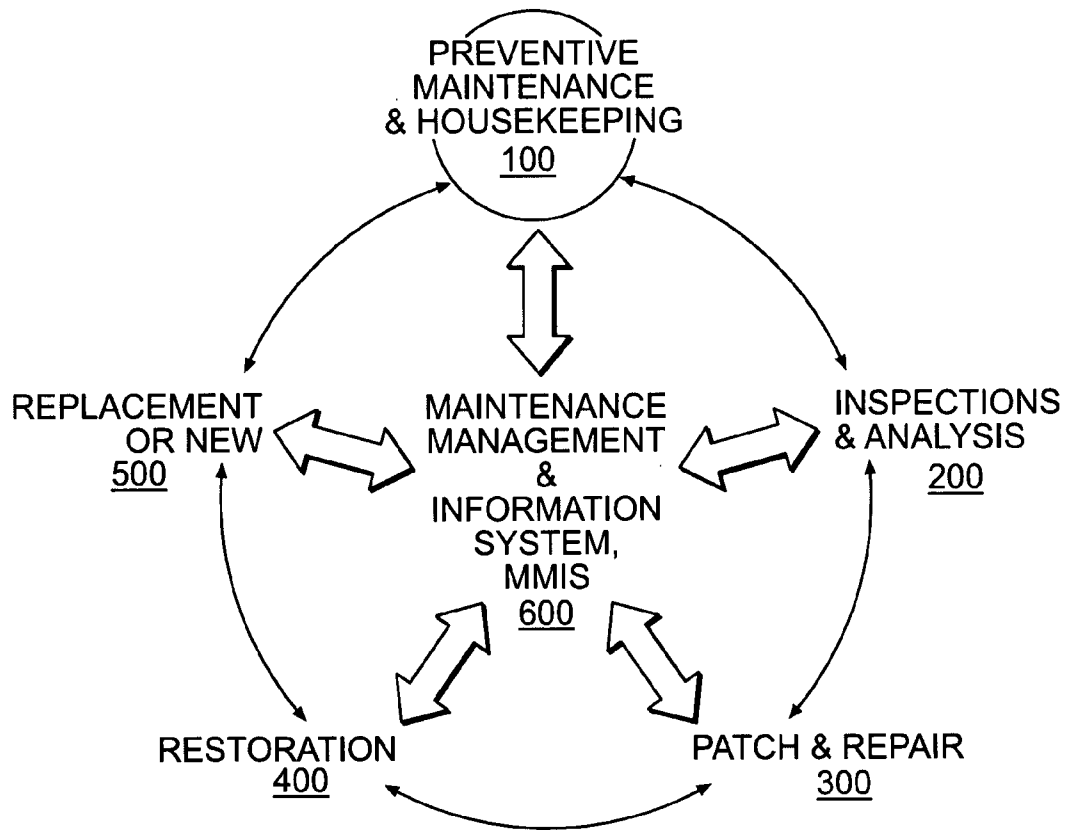 PREVENTIVE
MAINTENANCE
& HOUSEKEEPING
100
REPLACEMENT
OR NEW
500
MAINTENANCE
MANAGEMENT
&
INFORMATION
SYSTEM,
MMIS
600
INSPECTIONS
& ANALYSIS
200
RESTORATION
400
PATCH & REPAIR
300